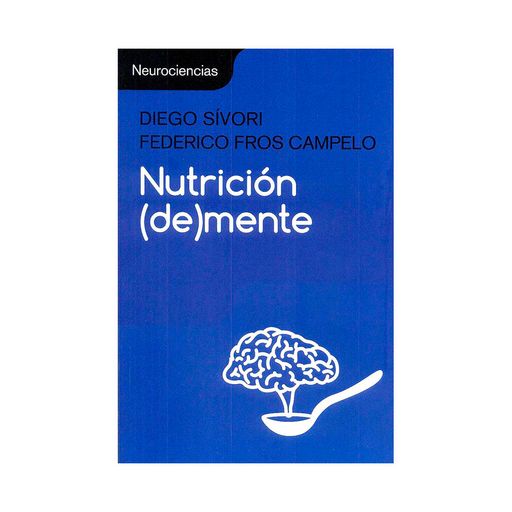 Neurociencias
DIEGO SÍVORI
FEDERICO FROS CAMPELO
Nutrición
(de)mente